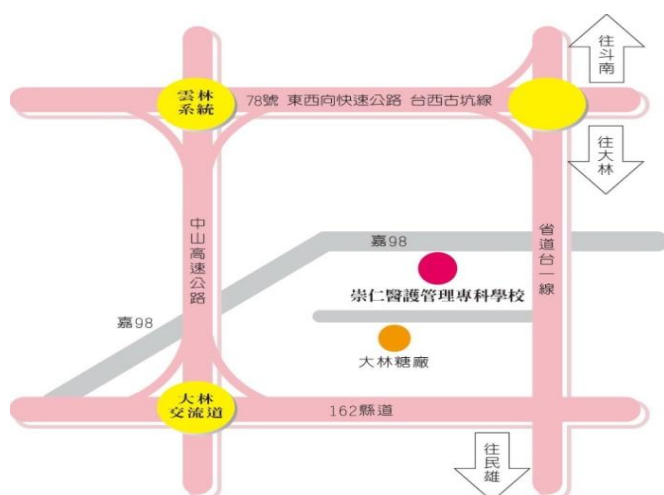 往斗南
雲林
系統
78號 東西向快速公路 台西古坑線
往大林
中山高速公路
省道台一線
嘉98
崇仁醫護管理專科學校
嘉98
大林糖廠
大林
交流道
162縣道
往民雄